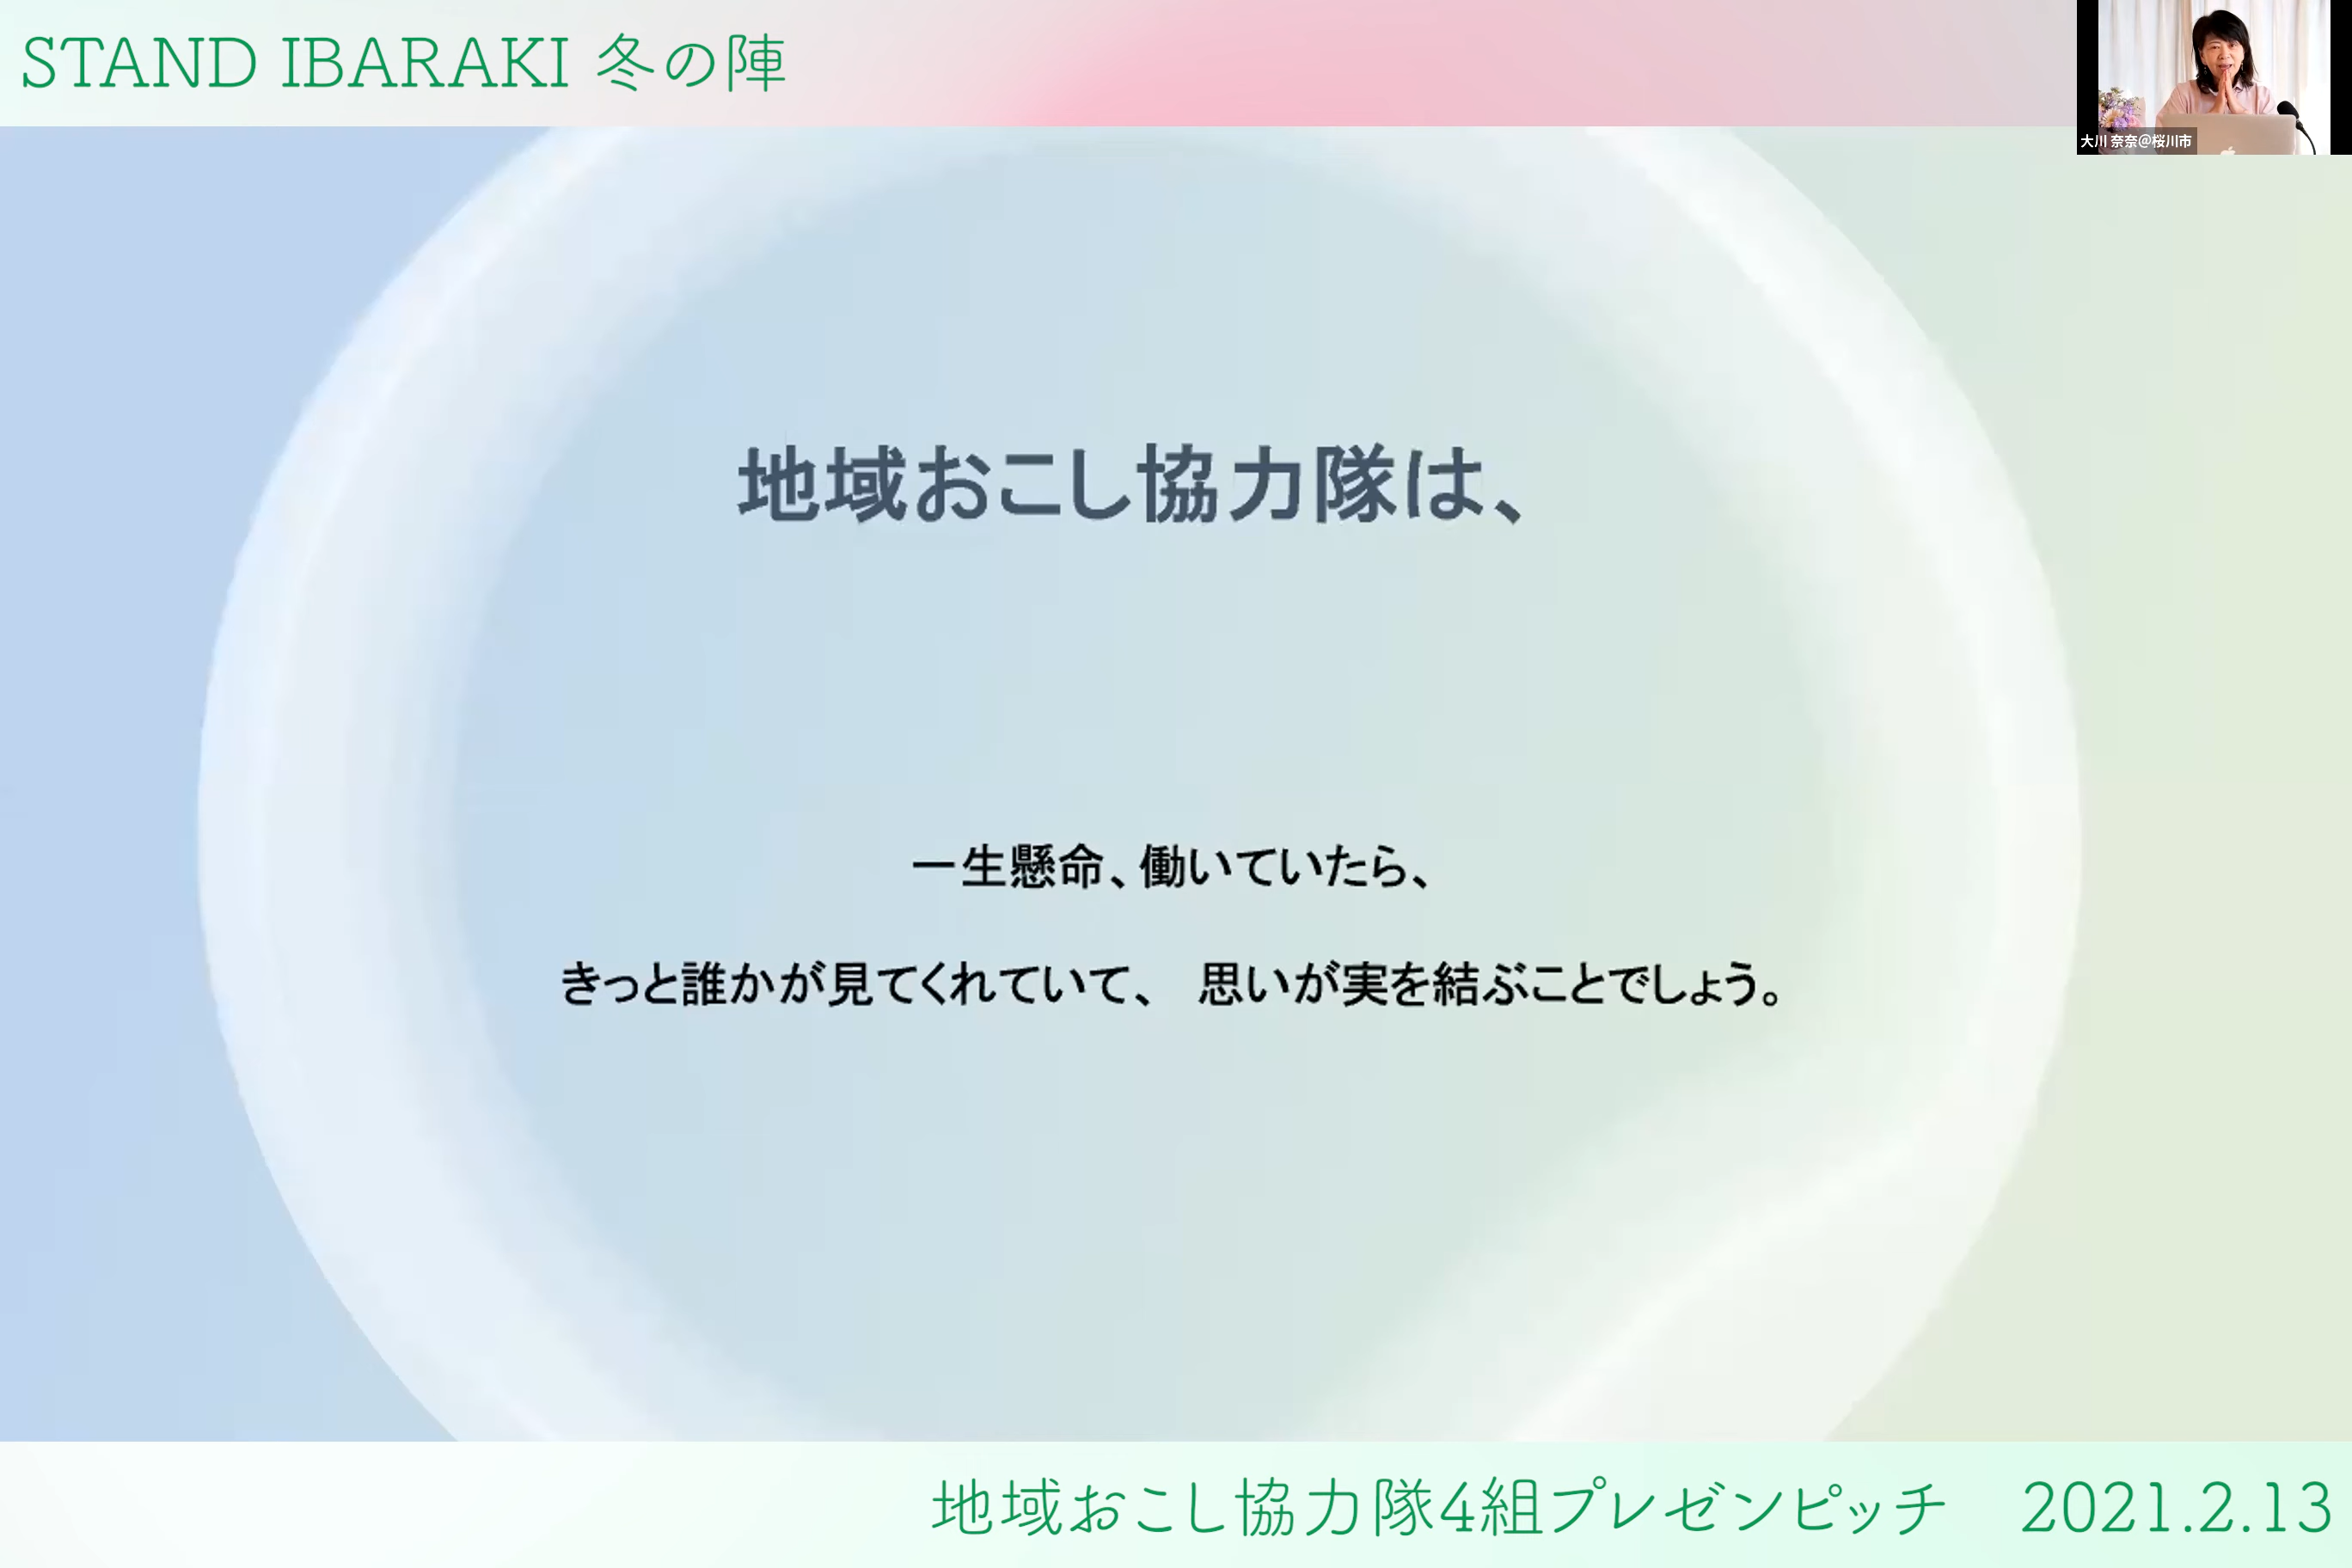 STAND IBARAKI 冬の陣
大川 奈奈@桜川市
地域おこし協力隊は、
一生懸命、働いていたら、
きっと誰かが見てくれていて、 思いが実を結ぶことでしょう。
地域おこし協力隊4組プレゼンピッチ 2021.2.13